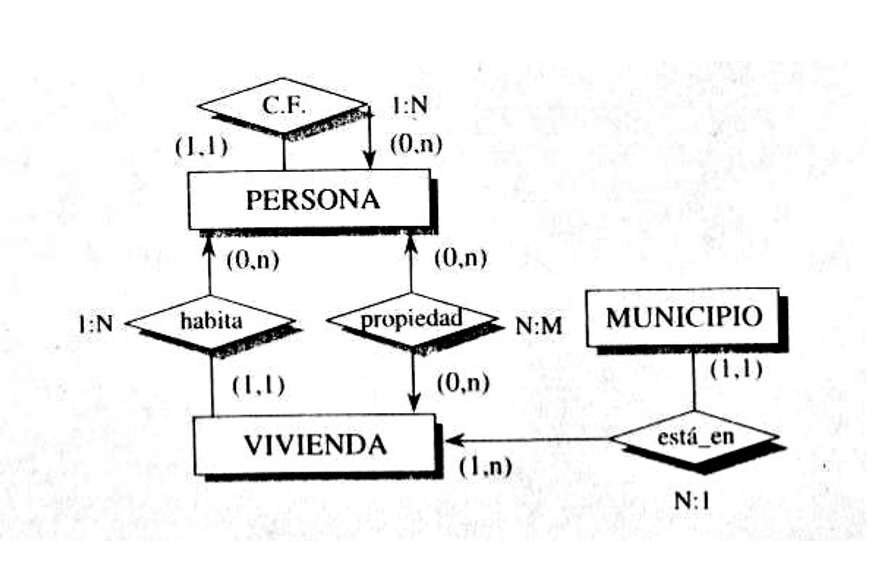 C.F.
1:N
(1,1)
(0,n)
PERSONA
(0,n)
(0,n)
1:N
habita
propiedad
N:M
MUNICIPIO
(1,1)
(0,n)
(1,1)
VIVIENDA
está_en
(1,n)
N:1